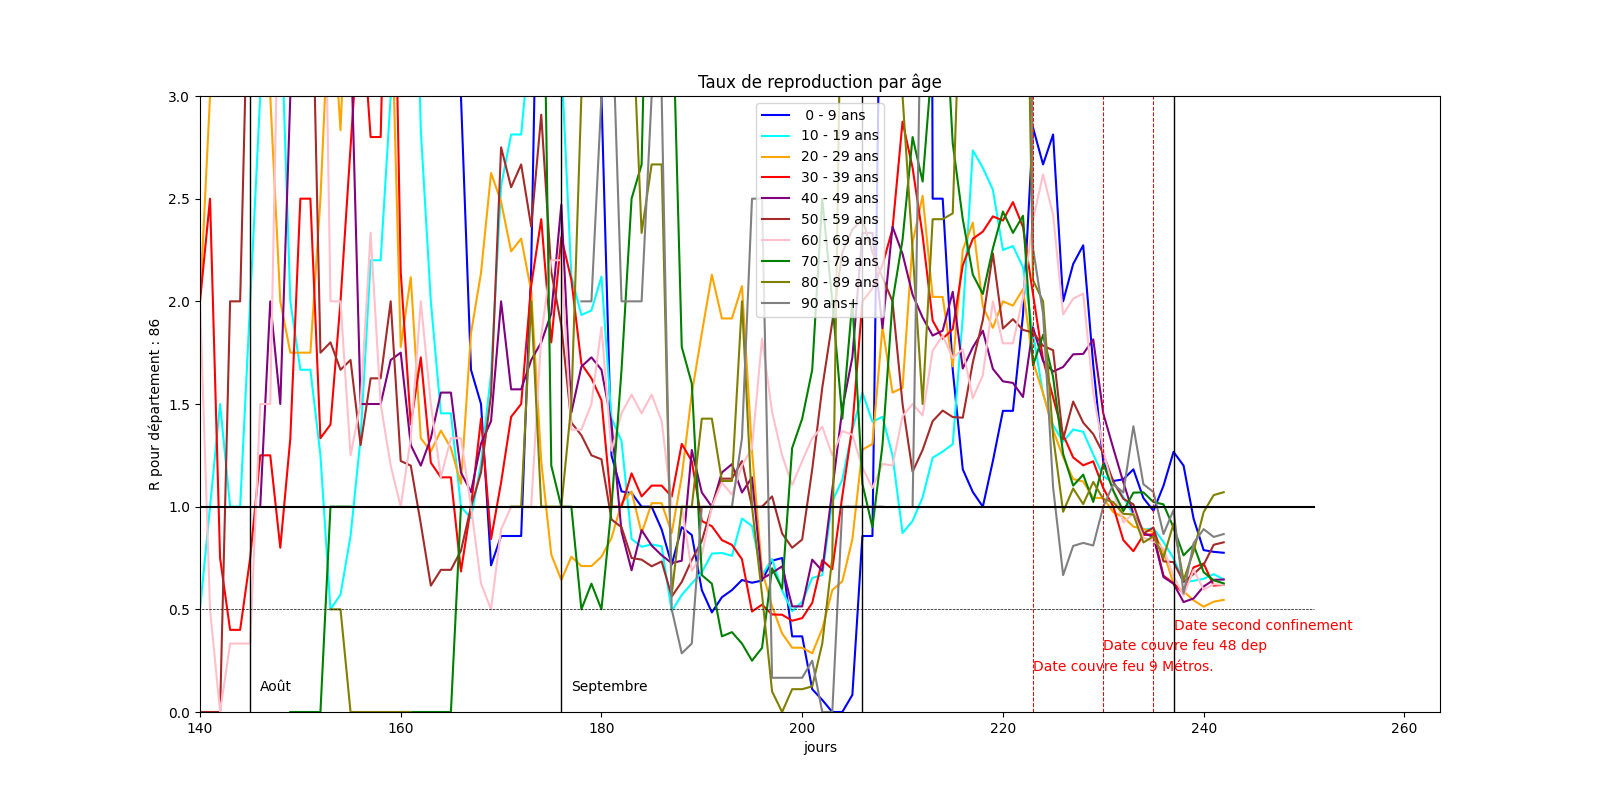 Taux de reproduction par âge
R pour département : 86
3.0
2.5
2.0
1.5
1.0
0.5
0.0
0 - 9 ans
10 - 19 ans
20 - 29 ans
30 - 39 ans
40 - 49 ans
50 - 59 ans
60 - 69 ans
70 - 79 ans
80 - 89 ans
90 ans+
Date second confinement
Date couvre feu 48 dep
Date couvre feu 9 Métros.
Août
Septembre
140 160 180 200 220 240 260
jours